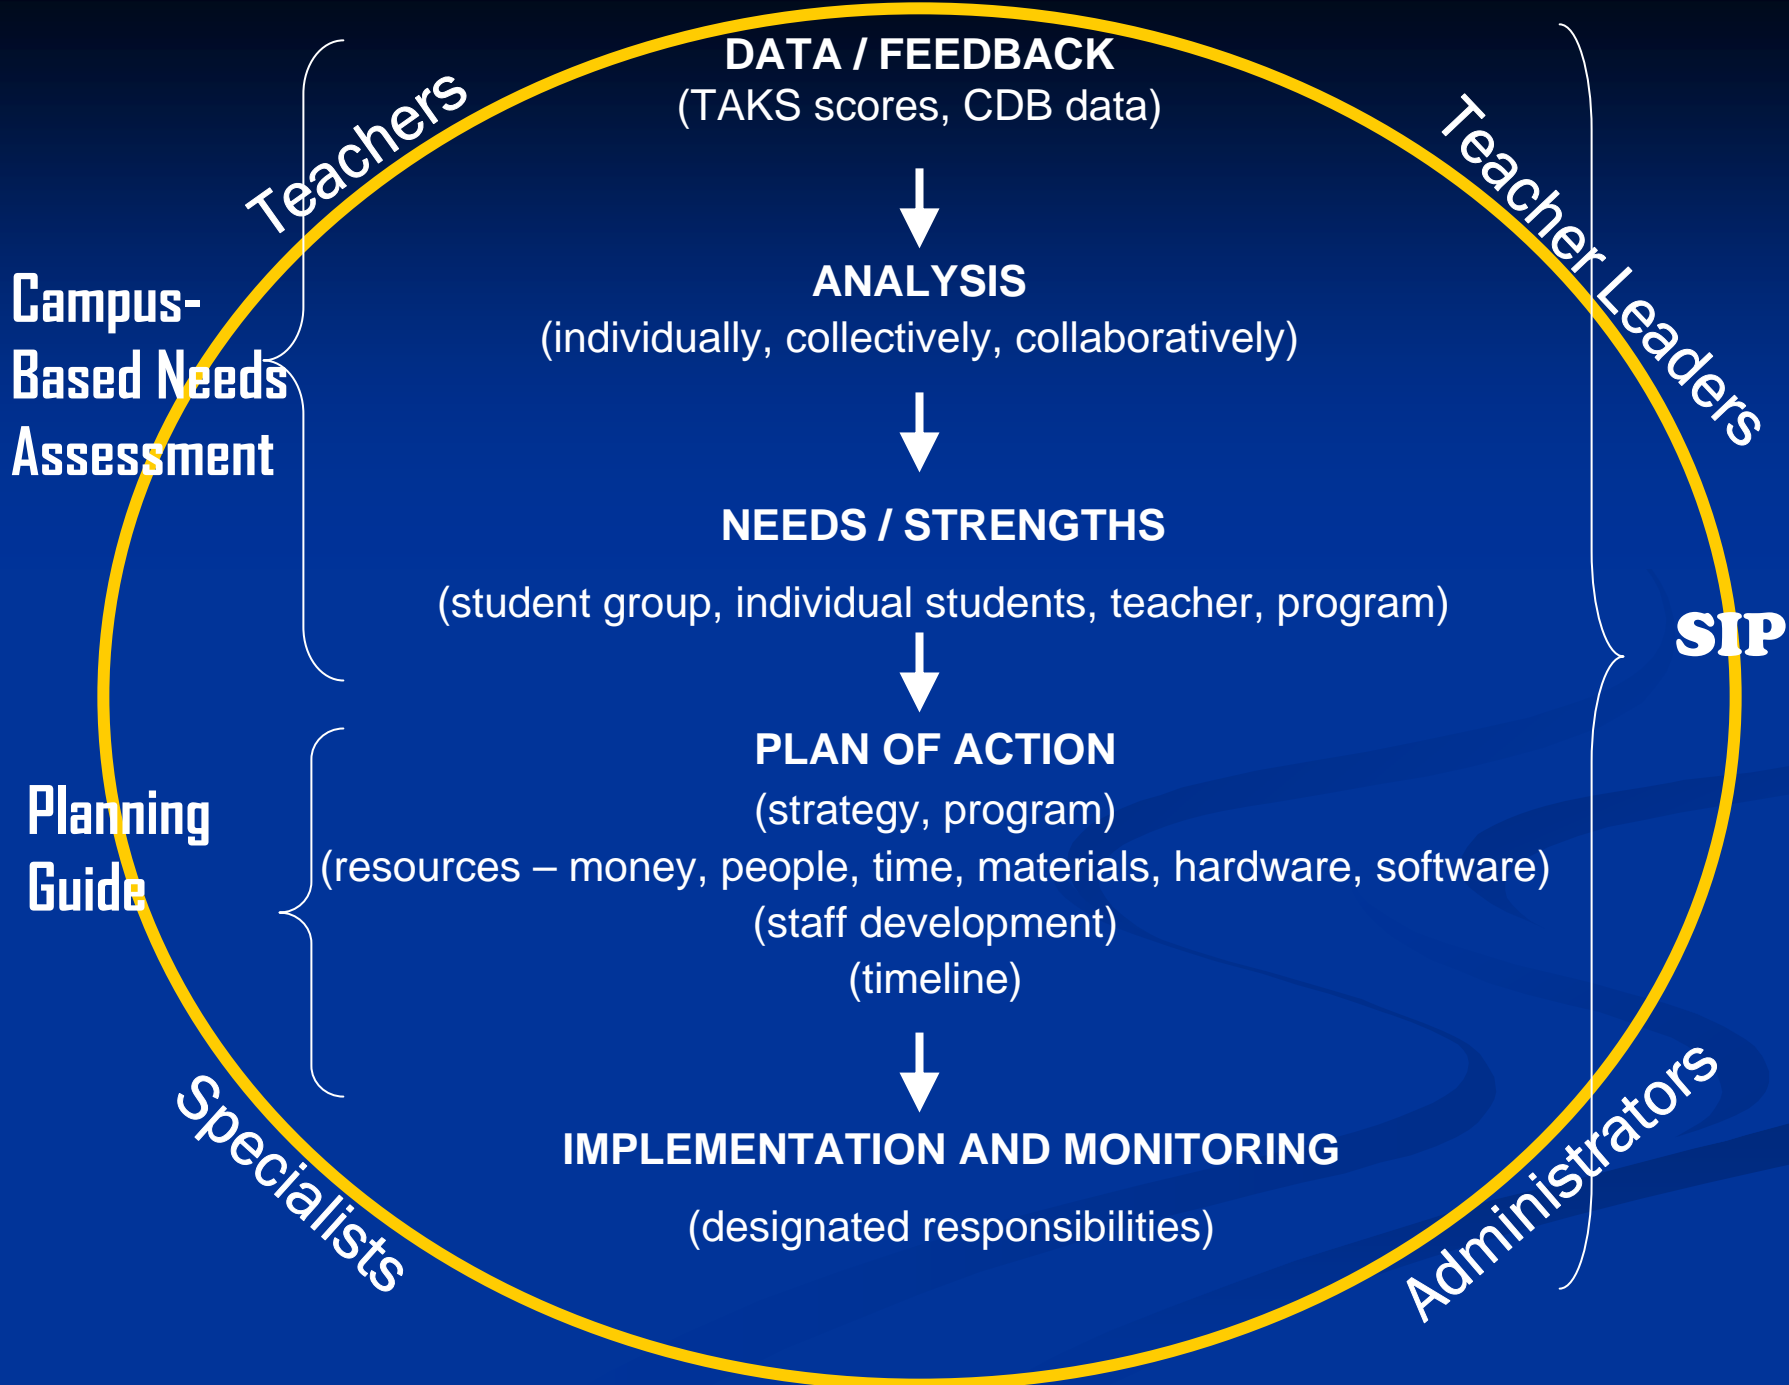 DATA / FEEDBACK
(TAKS scores, CDB data)
Teachers
Teacher Leaders
ANALYSIS
(individually, collectively, collaboratively)
Campus-
Based Needs
Assessment
NEEDS / STRENGTHS
(student group, individual students, teacher, program)
SIP
PLAN OF ACTION
(strategy, program)
(resources – money, people, time, materials, hardware, software)
(staff development)
(timeline)
Planning
Guide
IMPLEMENTATION AND MONITORING
(designated responsibilities)
Specialists
Administrators